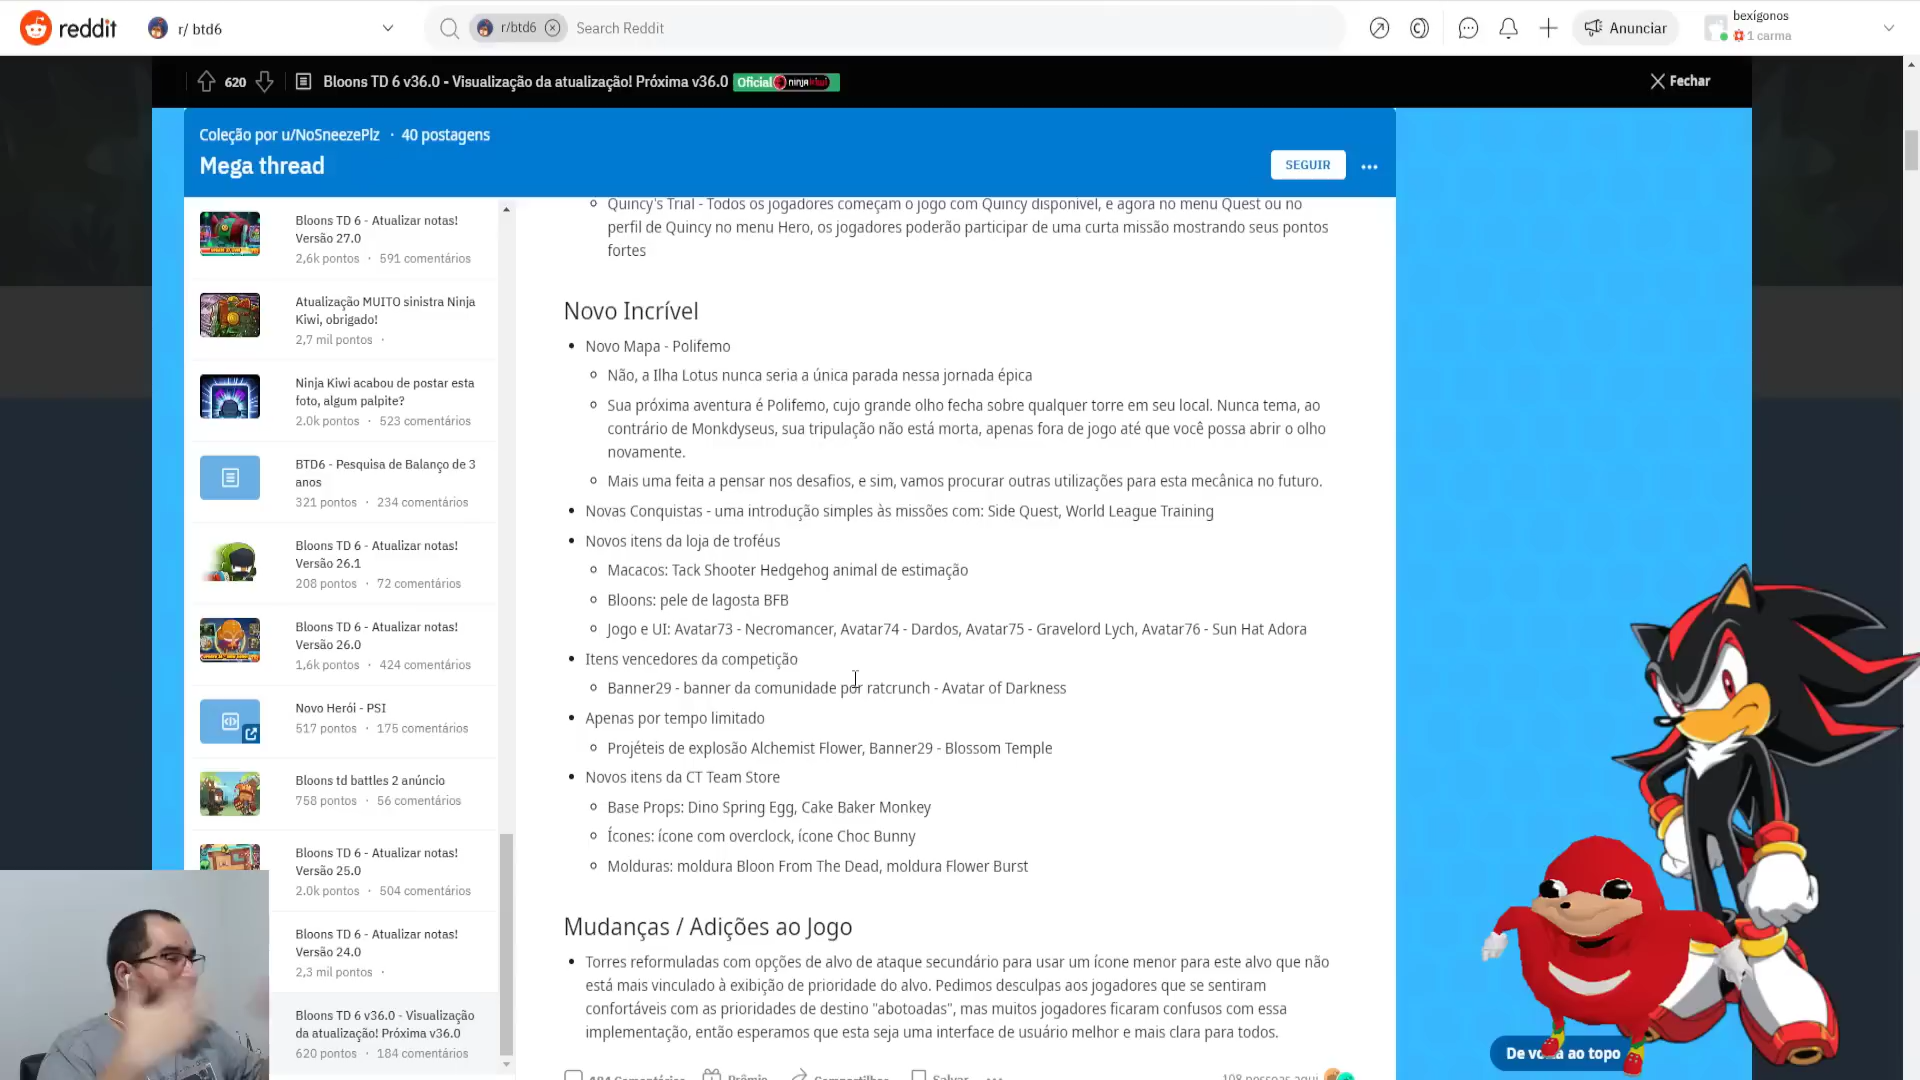 reddit
r/ btd6
r/btd6
Search Reddit
Anunciar
bexígonos
1 carma
620
Bloons TD 6 v36.0 - Visualização da atualização! Próxima v36.0
Oficial ninja kiwi
Fechar
Coleção por u/NoSneezePlz · 40 postagens
Mega thread
SEGUIR
Bloons TD 6 - Atualizar notas!
Versão 27.0
2,6k pontos · 591 comentários
Atualização MUITO sinistra Ninja
Kiwi, obrigado!
2,7 mil pontos ·
Ninja Kiwi acabou de postar esta
foto, algum palpite?
2.0k pontos · 523 comentários
BTD6 - Pesquisa de Balanço de 3
anos
321 pontos · 234 comentários
Bloons TD 6 - Atualizar notas!
Versão 26.1
208 pontos · 72 comentários
Bloons TD 6 - Atualizar notas!
Versão 26.0
1,6k pontos · 424 comentários
Novo Herói - PSI
517 pontos · 175 comentários
Bloons td battles 2 anúncio
758 pontos · 56 comentários
Bloons TD 6 - Atualizar notas!
Versão 25.0
2.0k pontos · 504 comentários
Bloons TD 6 - Atualizar notas!
Versão 24.0
2,3 mil pontos ·
Bloons TD 6 v36.0 - Visualização
da atualização! Próxima v36.0
620 pontos · 184 comentários
Quincy's Trial - Todos os jogadores começam o jogo com Quincy disponível, e agora no menu Quest ou no
perfil de Quincy no menu Hero, os jogadores poderão participar de uma curta missão mostrando seus pontos
fortes
Novo Incrível
Novo Mapa - Polifemo
Não, a Ilha Lotus nunca seria a única parada nessa jornada épica
Sua próxima aventura é Polifemo, cujo grande olho fecha sobre qualquer torre em seu local. Nunca tema, ao
contrário de Monkdyseus, sua tripulação não está morta, apenas fora de jogo até que você possa abrir o olho
novamente.
Mais uma feita a pensar nos desafios, e sim, vamos procurar outras utilizações para esta mecânica no futuro.
Novas Conquistas - uma introdução simples às missões com: Side Quest, World League Training
Novos itens da loja de troféus
Macacos: Tack Shooter Hedgehog animal de estimação
Bloons: pele de lagosta BFB
Jogo e UI: Avatar73 - Necromancer, Avatar74 - Dardos, Avatar75 - Gravelord Lych, Avatar76 - Sun Hat Adora
Itens vencedores da competição
Banner29 - banner da comunidade por ratcrunch - Avatar of Darkness
Apenas por tempo limitado
Projéteis de explosão Alchemist Flower, Banner29 - Blossom Temple
Novos itens da CT Team Store
Base Props: Dino Spring Egg, Cake Baker Monkey
Ícones: ícone com overclock, ícone Choc Bunny
Molduras: moldura Bloon From The Dead, moldura Flower Burst
Mudanças / Adições ao Jogo
Torres reformuladas com opções de alvo de ataque secundário para usar um ícone menor para este alvo que não
está mais vinculado à exibição de prioridade do alvo. Pedimos desculpas aos jogadores que se sentiram
confortáveis com as prioridades de destino "abotoadas", mas muitos jogadores ficaram confusos com essa
implementação, então esperamos que esta seja uma interface de usuário melhor e mais clara para todos.
184 Comentários Prêmio Compartilhar Salvar
108 pessoas aqui
De volta ao topo